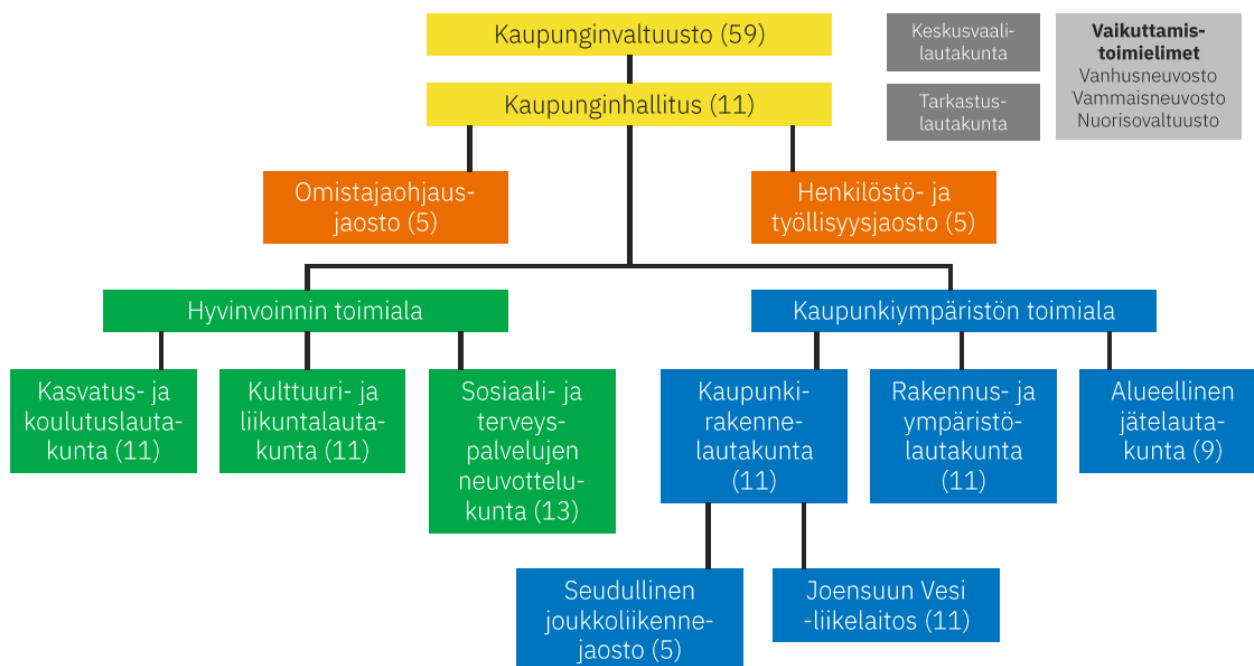 Kaupunginvaltuusto (59)
Keskusvaali-
lautakunta
Vaikuttamis-
toimielimet
Vanhusneuvosto
Vammaisneuvosto
Nuorisovaltuusto
Kaupunginhallitus (11)
Tarkastus-
lautakunta
Omistajaohjaus-
jaosto (5)
Henkilöstö- ja
työllisyysjaosto (5)
Hyvinvoinnin toimiala
Kaupunkiympäristön toimiala
Kasvatus- ja
koulutuslauta-
kunta (11)
Kulttuuri- ja
liikuntalauta-
kunta (11)
Sosiaali- ja
terveys-
palvelujen
neuvottelu-
kunta (13)
Kaupunki-
rakenne-
lautakunta
(11)
Rakennus- ja
ympäristö-
lautakunta
(11)
Alueellinen
jätelauta-
kunta (9)
Seudullinen
joukkoliikenne-
jaosto (5)
Joensuun Vesi
-liikelaitos (11)